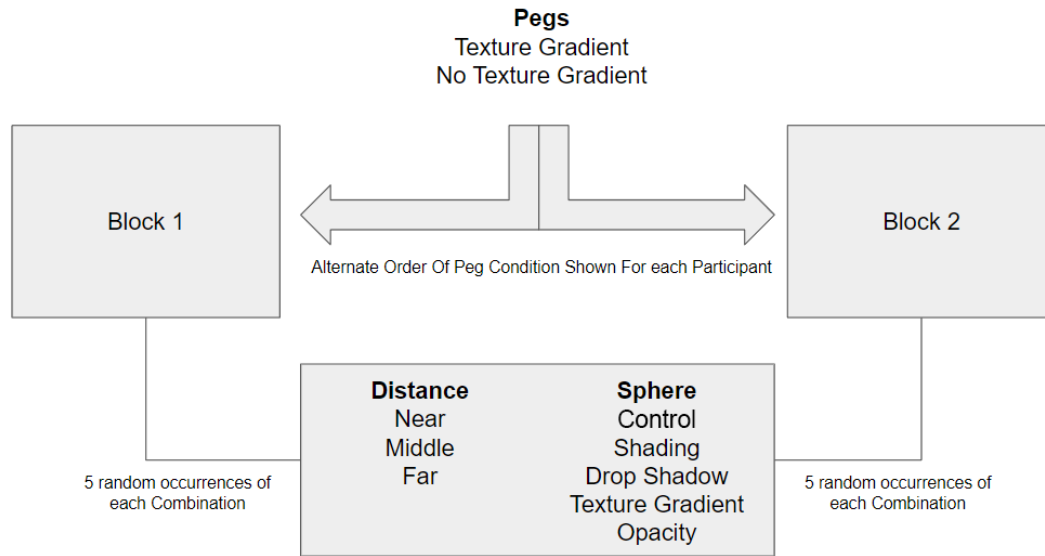 Pegs
Texture Gradient
No Texture Gradient
Block 1
Block 2
Alternate Order Of Peg Condition Shown For each Participant
Distance
Near
Middle
Far
Sphere
Control
Shading
Drop Shadow
Texture Gradient
Opacity
5 random occurrences of
each Combination
5 random occurrences of
each Combination